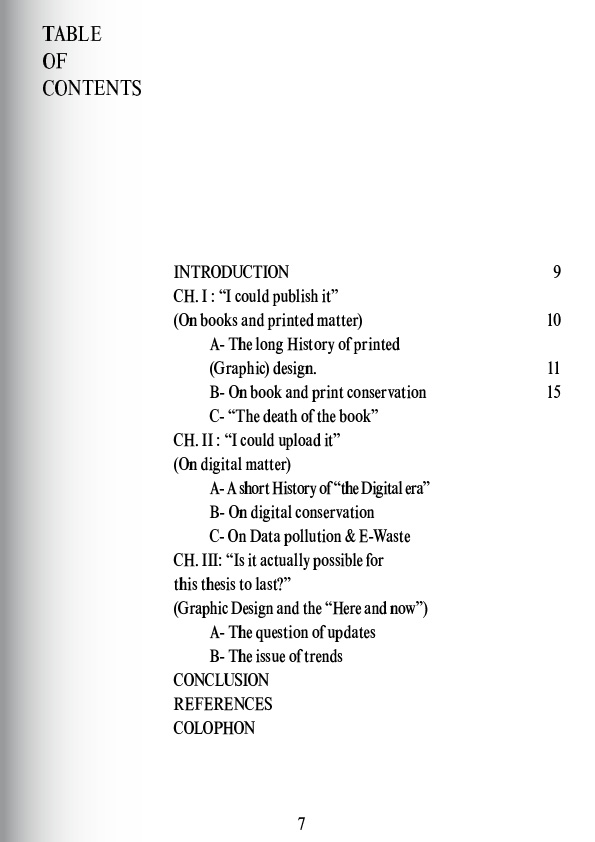 TABLE
OF
CONTENTS
INTRODUCTION 9
CH. I : “I could publish it”
(On books and printed matter) 10
A- The long History of printed
(Graphic) design. 11
B- On book and print conservation 15
C- “The death of the book”
CH. II : “I could upload it”
(On digital matter)
A- A short History of “the Digital era”
B- On digital conservation
C- On Data pollution & E-Waste
CH. III: “Is it actually possible for
this thesis to last?”
(Graphic Design and the “Here and now”)
A- The question of updates
B- The issue of trends
CONCLUSION
REFERENCES
COLOPHON
7